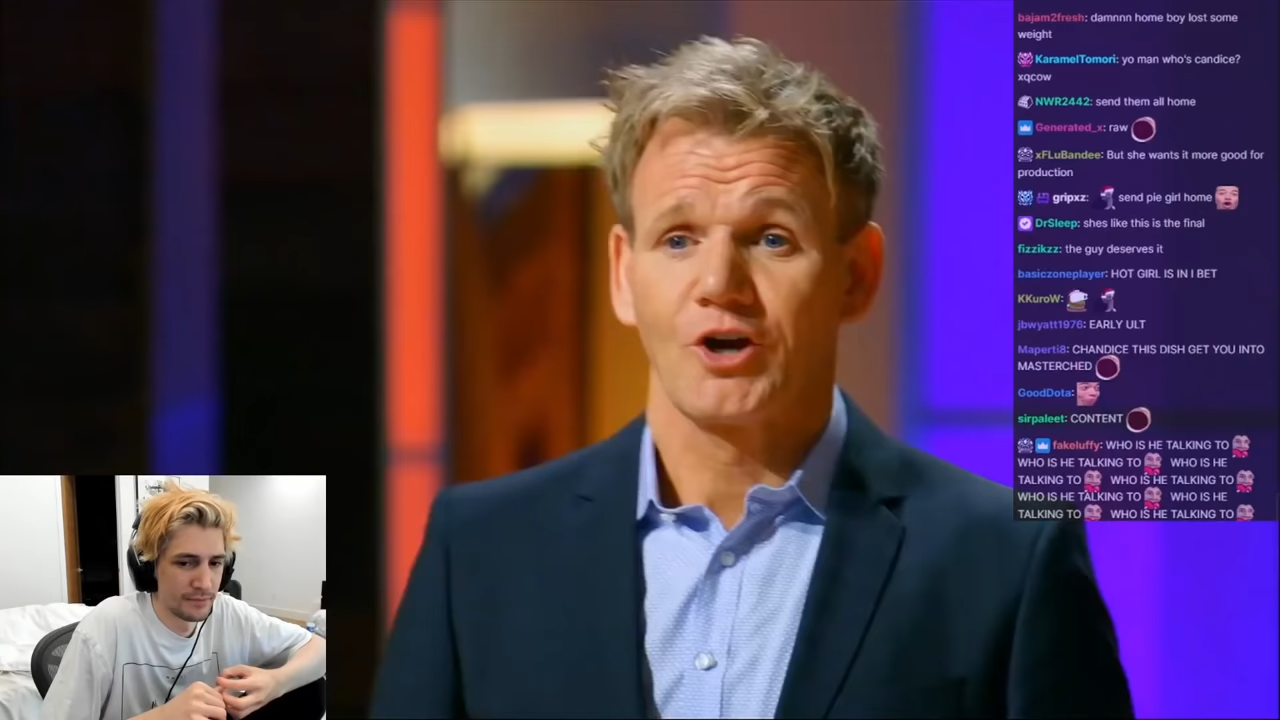 bajam2fresh: damnnn home boy lost some
weight
KaramelTomori: yo man who's candice?
xqcow
NWR2442: send them all home
Generated_x: raw
xFLuBandee: But she wants it more good for
production
gripxz: send pie girl home
DrSleep: shes like this is the final
fizzikzz: the guy deserves it
basiczoneplayer: HOT GIRL IS IN I BET
KKuroW:
jbwyatt1976: EARLY ULT
Maperti8: CHANDICE THIS DISH GET YOU INTO
MASTERCHED
GoodDota:
sirpaleet: CONTENT
fakeluffy: WHO IS HE TALKING TO
WHO IS HE TALKING TO WHO IS HE
TALKING TO WHO IS HE TALKING TO
WHO IS HE TALKING TO WHO IS HE
TALKING TO WHO IS HE TALKING TO